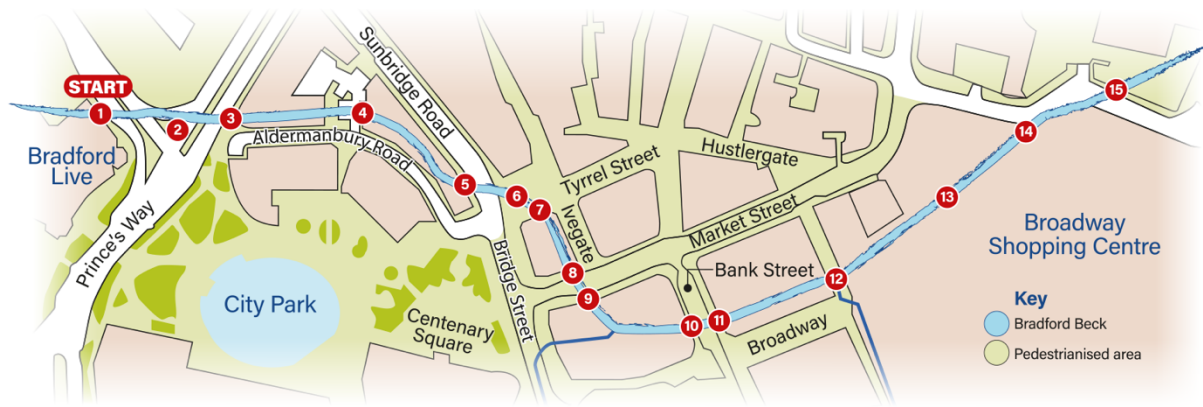 START
1
2
3
4
5
6
7
8
9
10
11
12
13
14
15
Bradford
Live
Prince's Way
Aldermanbury Road
Sunbridge Road
City Park
Centenary
Square
Bridge Street
Tyrrel Street
Ivegate
Hustlergate
Market Street
Bank Street
Broadway
Broadway
Shopping Centre
Key
Bradford Beck
Pedestrianised area